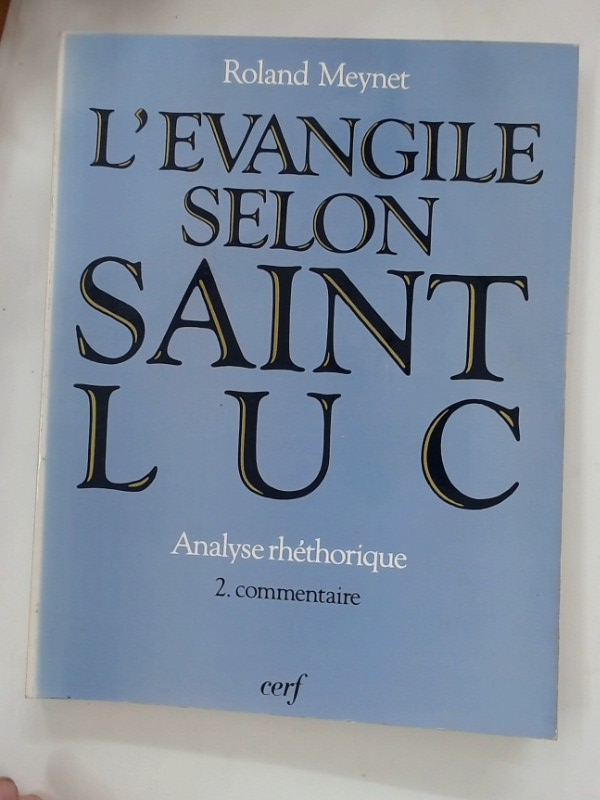 Roland Meynet
L'EVANGILE
SELON
SAINT
LUC
Analyse rhéthorique
2. commentaire
cerf